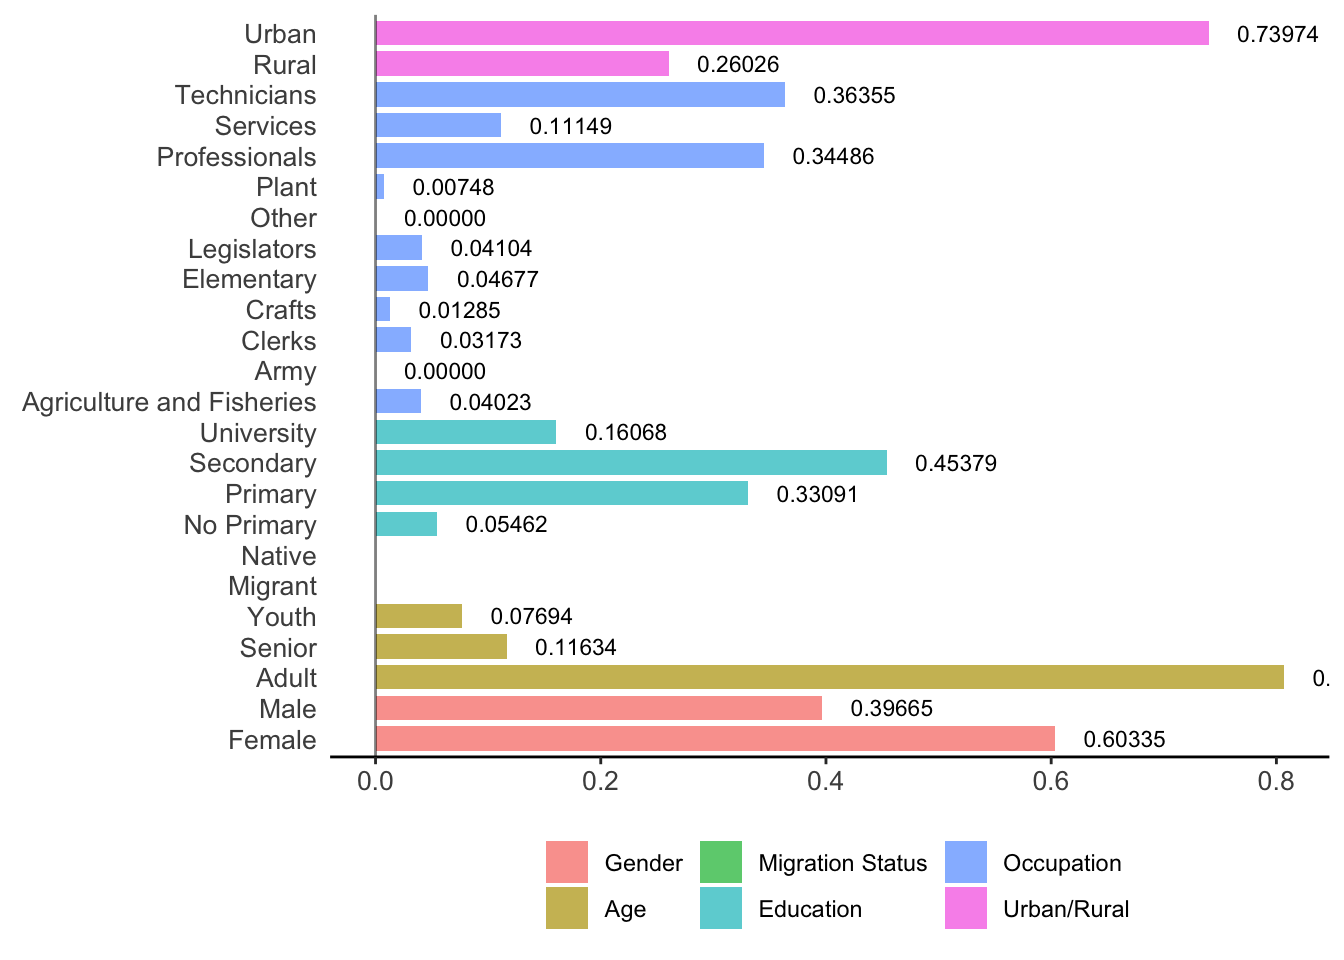 Urban 0.73974
Rural 0.26026
Technicians 0.36355
Services 0.11149
Professionals 0.34486
Plant 0.00748
Other 0.00000
Legislators 0.04104
Elementary 0.04677
Crafts 0.01285
Clerks 0.03173
Army 0.00000
Agriculture and Fisheries 0.04023
University 0.16068
Secondary 0.45379
Primary 0.33091
No Primary 0.05462
Native
Migrant
Youth 0.07694
Senior 0.11634
Adult 0.
Male 0.39665
Female 0.60335
0.0 0.2 0.4 0.6 0.8
Gender Migration Status Occupation
Age Education Urban/Rural